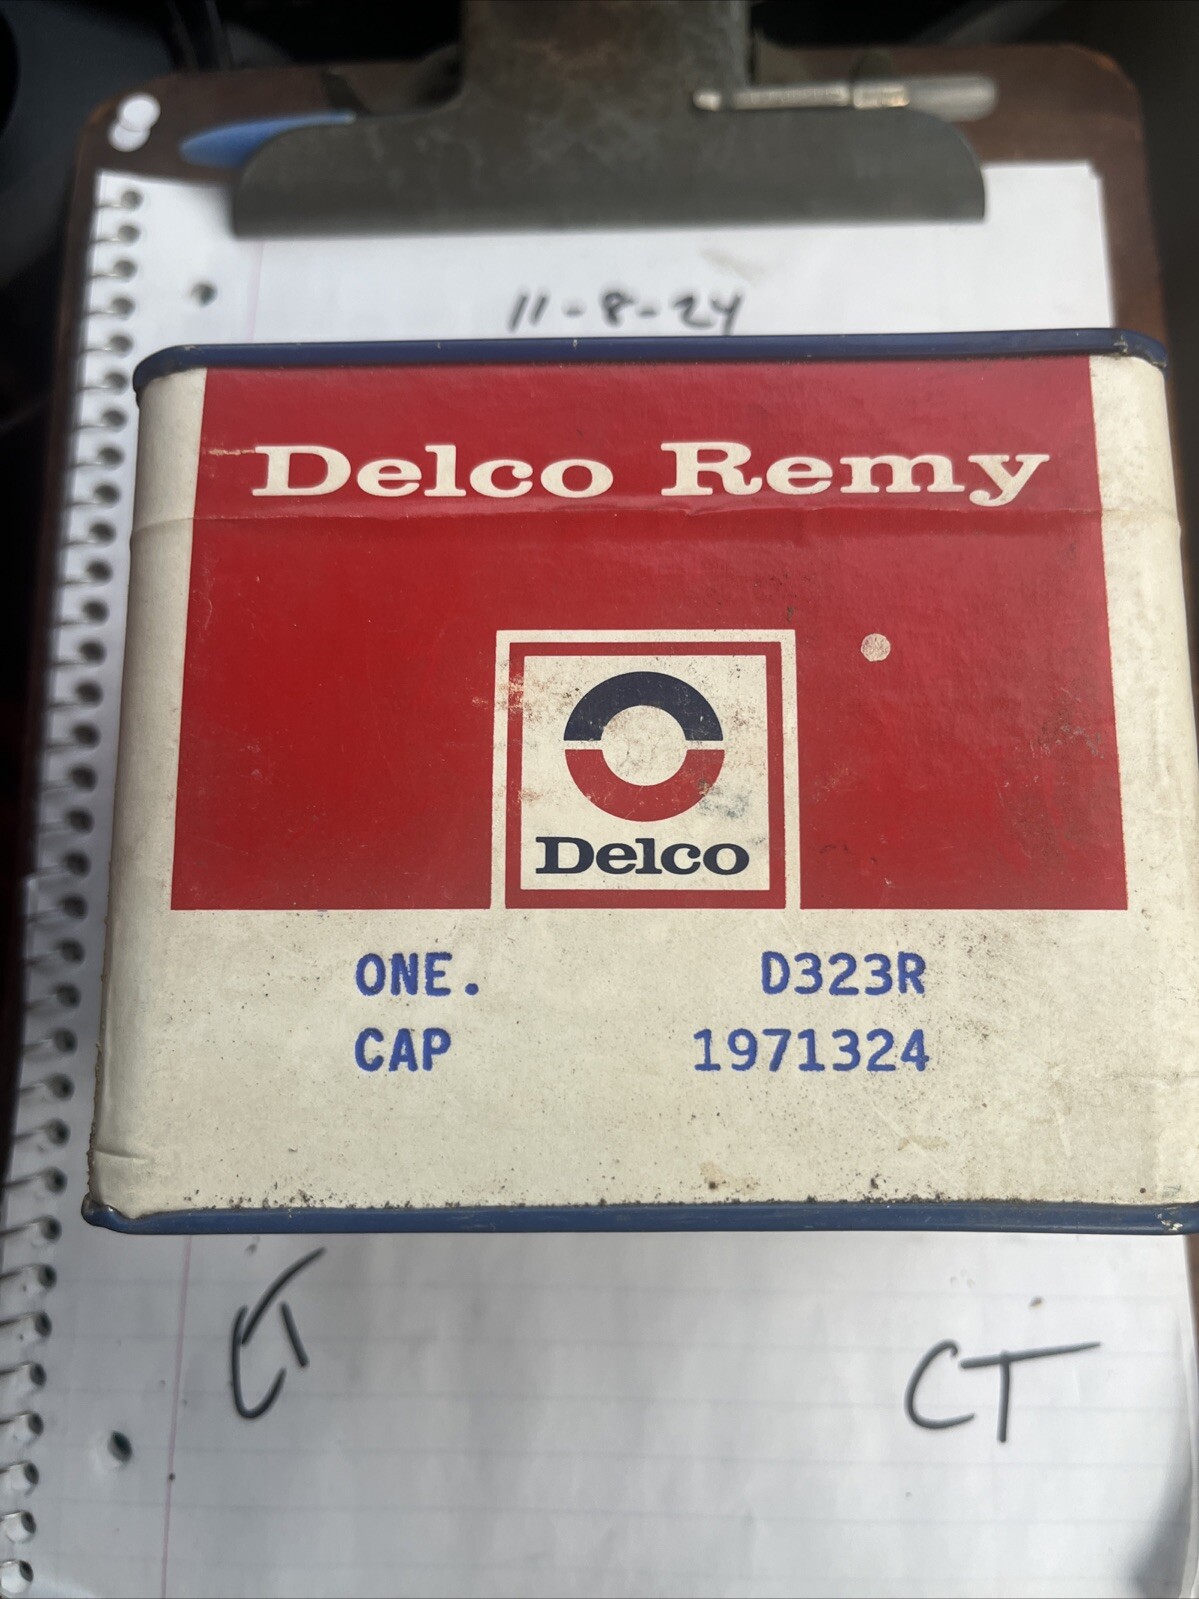 11-8-24
Delco Remy
Delco
ONE. D323R
CAP 1971324
CT
CT